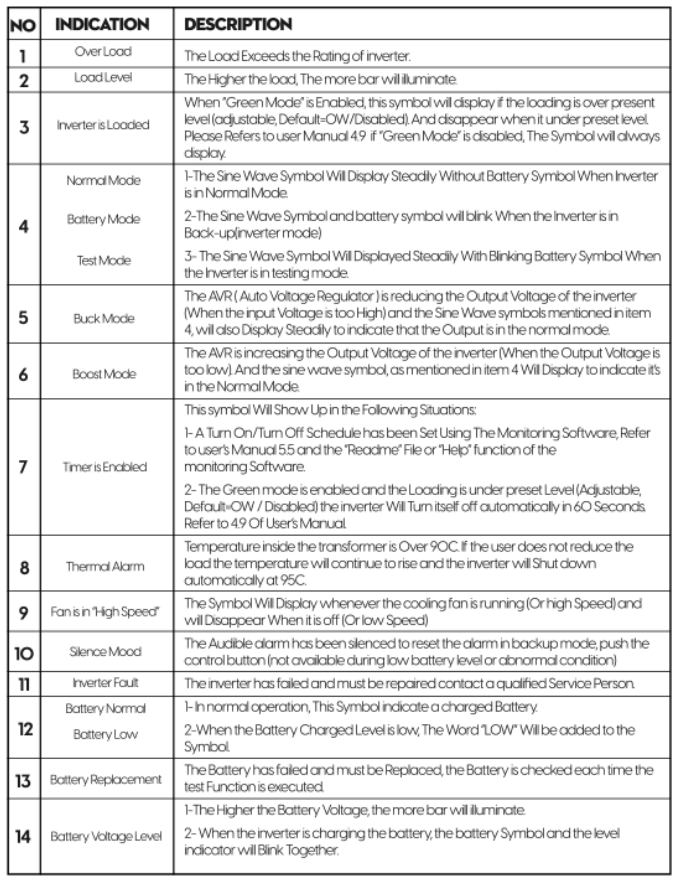 NO INDICATION DESCRIPTION
1 Over Load The Load Exceeds the Rating of inverter.
2 Load Level The Higher the load, The more bar will illuminate.
3 Inverter is Loaded When "Green Mode" is Enabled, this symbol will display if the loading is over present
level (adjustable, Default=OW/Disabled). And disappear when it under preset level.
Please Refers to user Manual 4.9 if "Green Mode" is disabled, The Symbol will always
display.
4 Normal Mode 1-The Sine Wave Symbol Will Display Steadily Without Battery Symbol When Inverter
is in Normal Mode.
Battery Mode 2-The Sine Wave Symbol and battery symbol will blink When the Inverter is in
Back-up(inverter mode)
Test Mode 3- The Sine Wave Symbol Will Displayed Steadily With Blinking Battery Symbol When
the Inverter is in testing mode.
5 Buck Mode The AVR ( Auto Voltage Regulator ) is reducing the Output Voltage of the inverter
(When the input Voltage is too High) and the Sine Wave symbols mentioned in item
4, will also Display Steadily to indicate that the Output is in the normal mode.
6 Boost Mode The AVR is increasing the Output Voltage of the inverter (When the Output Voltage is
too low). And the sine wave symbol, as mentioned in item 4 Will Display to indicate it's
in the Normal Mode.
7 Timer is Enabled This symbol Will Show Up in the Following Situations:
1- A Turn On/Turn Off Schedule has been Set Using The Monitoring Software, Refer
to user's Manual 5.5 and the "Readme" File or "Help" function of the
monitoring Software.
2- The Green mode is enabled and the Loading is under preset Level (Adjustable,
Default=OW / Disabled) the inverter Will Turn itself off automatically in 60 Seconds.
Refer to 4.9 Of User's Manual.
8 Thermal Alarm Temperature inside the transformer is Over 90C. If the user does not reduce the
load the temperature will continue to rise and the inverter will Shut down
automatically at 95C.
9 Fan is in "High Speed" The Symbol Will Display whenever the cooling fan is running (Or high Speed) and
will Disappear When it is off (Or low Speed)
10 Silence Mood The Audible alarm has been silenced to reset the alarm in backup mode, push the
control button (not available during low battery level or abnormal condition)
11 Inverter Fault The inverter has failed and must be repaired contact a qualified Service Person.
12 Battery Normal 1- In normal operation, This Symbol indicate a charged Battery.
Battery Low 2-When the Battery Charged Level is low, The Word "LOW" Will be added to the
Symbol.
13 Battery Replacement The Battery has failed and must be Replaced, the Battery is checked each time the
test Function is executed.
14 Battery Voltage Level 1-The Higher the Battery Voltage, the more bar will illuminate.
2- When the inverter is charging the battery, the battery Symbol and the level
indicator will Blink Together.